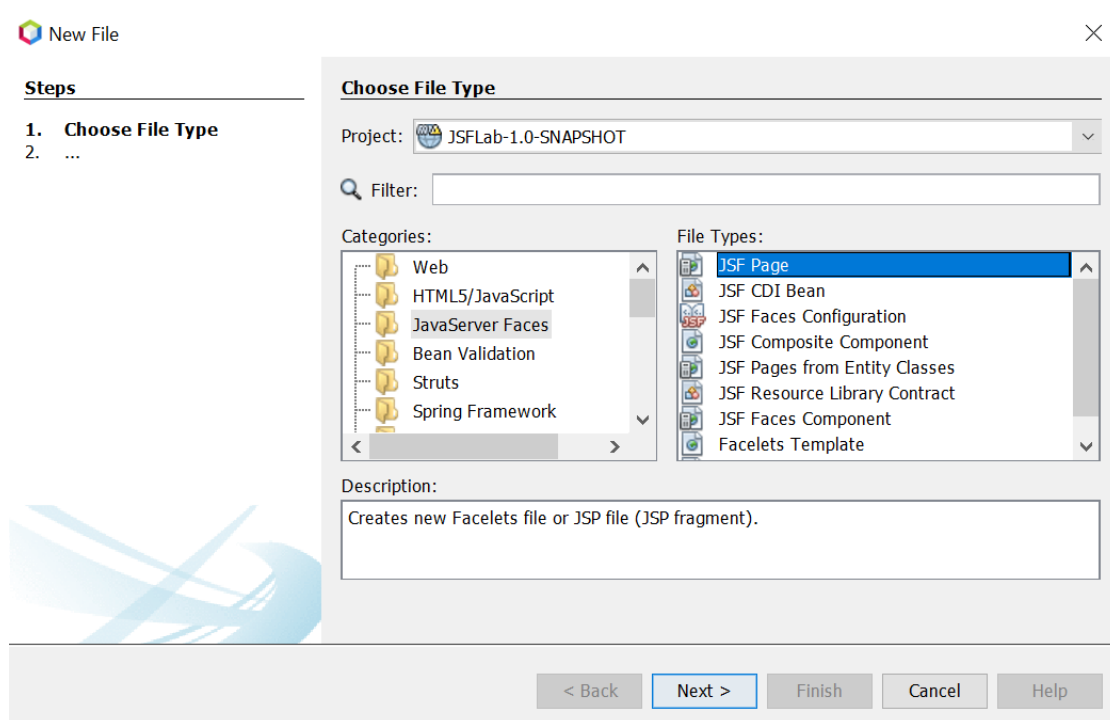 New File
Steps
1. Choose File Type
2. ...
Choose File Type
Project: JSFLab-1.0-SNAPSHOT
Filter:
Categories:
Web
HTML5/JavaScript
JavaServer Faces
Bean Validation
Struts
Spring Framework
File Types:
JSF Page
JSF CDI Bean
JSF Faces Configuration
JSF Composite Component
JSF Pages from Entity Classes
JSF Resource Library Contract
JSF Faces Component
Facelets Template
Description:
Creates new Facelets file or JSP file (JSP fragment).
< Back Next > Finish Cancel Help